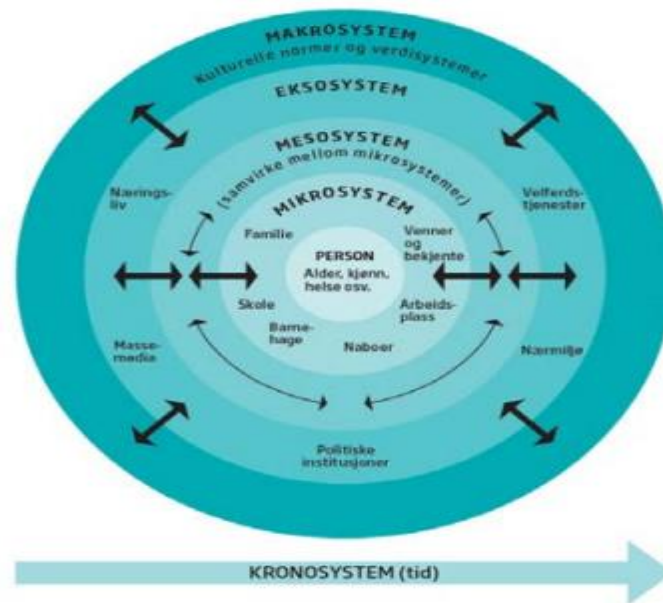 MAKROSYSTEM
Kulturelle normer og verdisystemer
EKSOSYSTEM
MESOSYSTEM
(samvirke mellom mikrosystemer)
MIKROSYSTEM
Nærings-
liv
Velferds-
tjenester
Familie
Venner
og
bekjente
PERSON
Alder, kjønn,
helse osv.
Skole
Barne-
hage
Naboer
Arbeids-
plass
Masse-
media
Nærmiljø
Politiske
institusjoner
KRONOSYSTEM (tid)